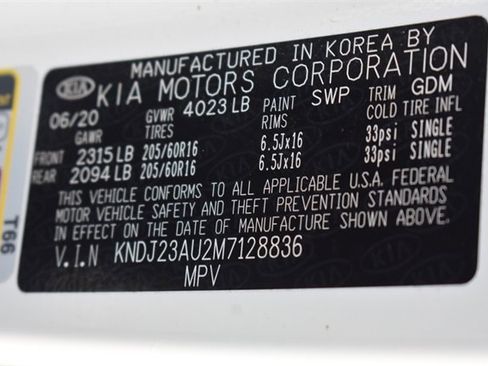 MANUFACTURED IN KOREA BY
KIA KIA MOTORS CORPORATION
06/20 GVWR 4023 LB PAINT SWP TRIM GDM
GAWR TIRES RIMS COLD TIRE INFL
FRONT 2315 LB 205/60R16 6.5Jx16 33psi SINGLE
REAR 2094 LB 205/60R16 6.5Jx16 33psi SINGLE
THIS VEHICLE CONFORMS TO ALL APPLICABLE U.S.A. FEDERAL
MOTOR VEHICLE SAFETY AND THEFT PREVENTION STANDARDS
IN EFFECT ON THE DATE OF MANUFACTURE SHOWN ABOVE.
V.I.N KNDJ23AU2M7128836
MPV
T66